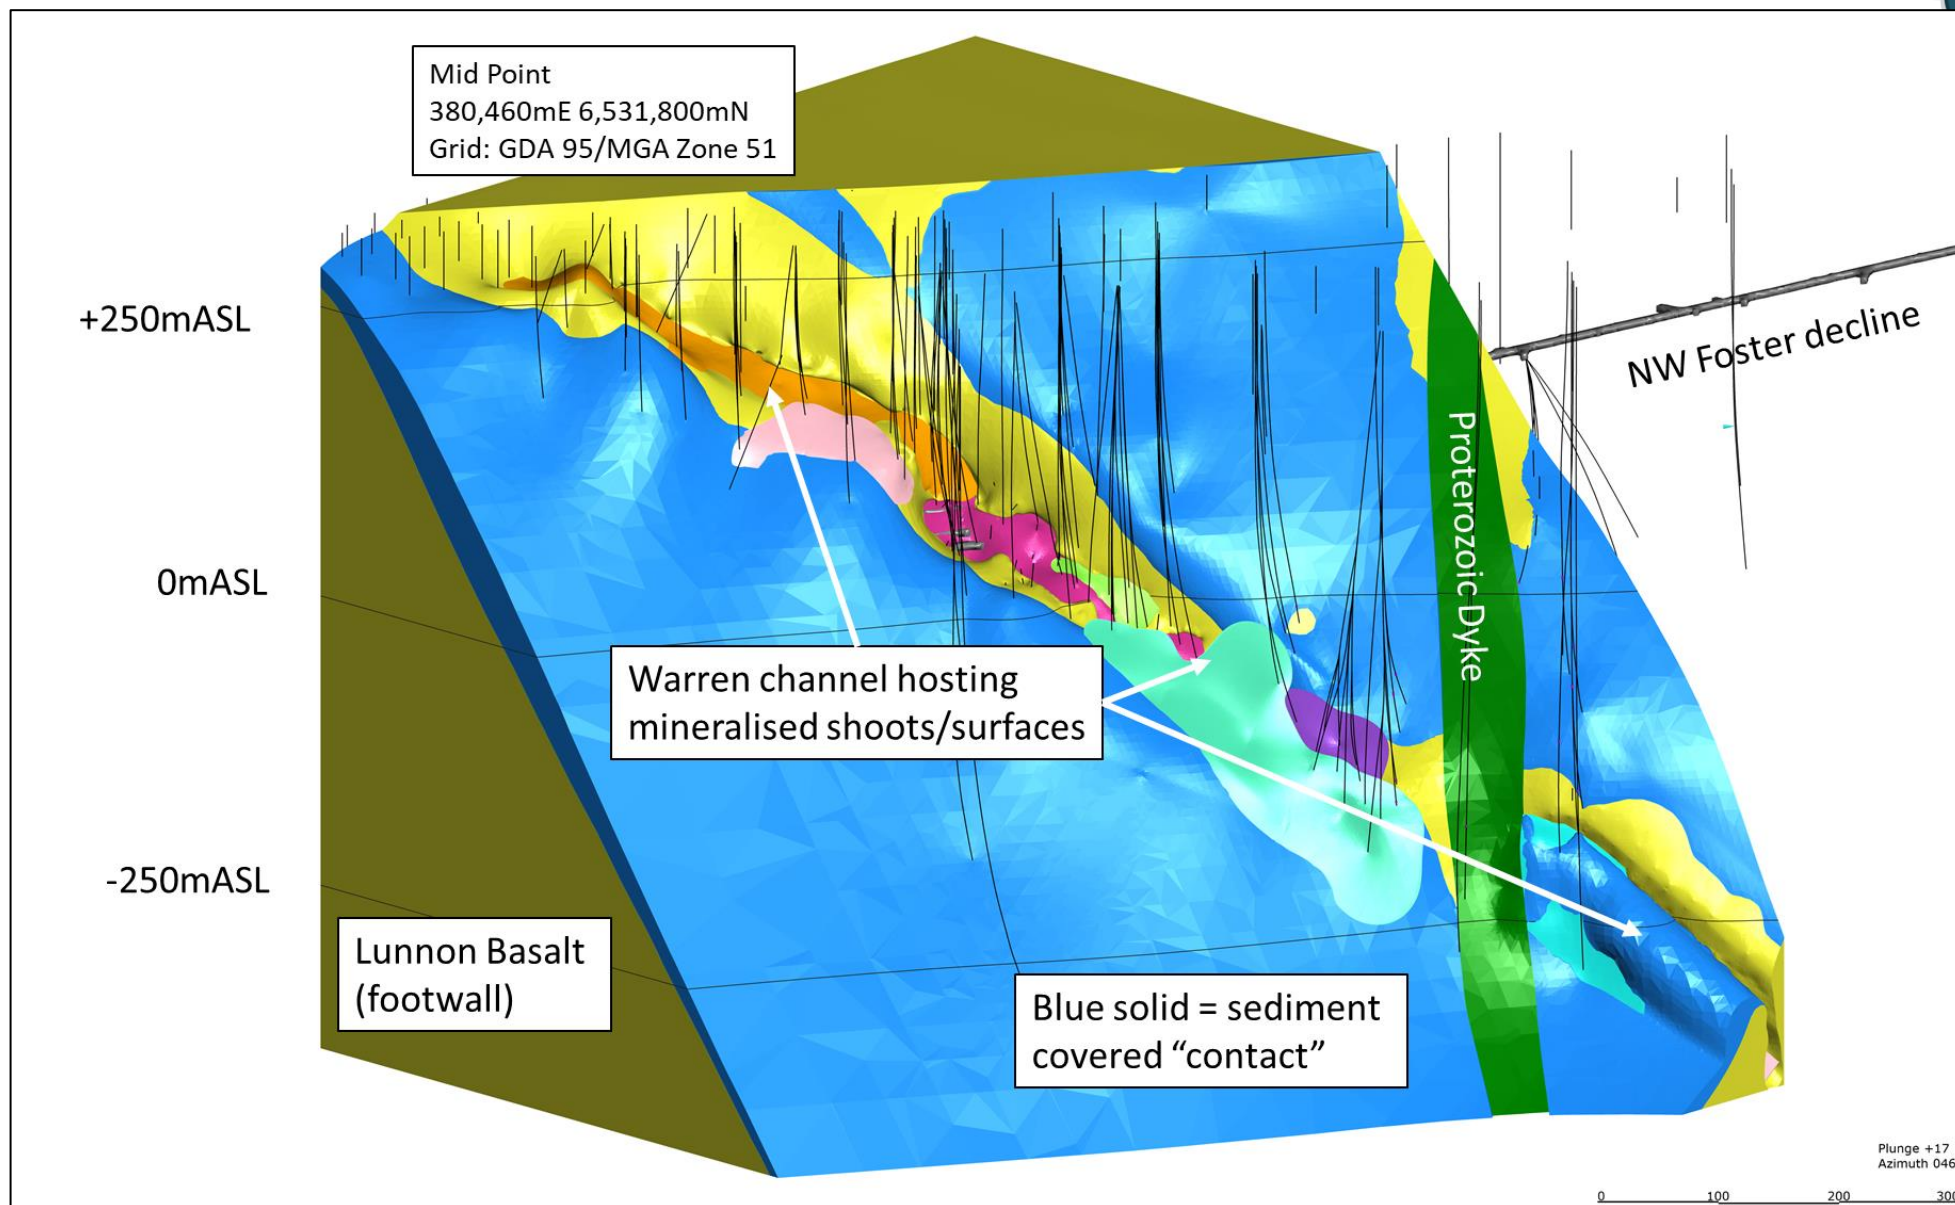 Mid Point
380,460mE 6,531,800mN
Grid: GDA 95/MGA Zone 51
+250mASL
NW Foster decline
Proterozoic Dyke
0mASL
Warren channel hosting
mineralised shoots/surfaces
-250mASL
Lunnon Basalt
(footwall)
Blue solid = sediment
covered “contact”
Plunge +17
Azimuth 046
0 100 200 300